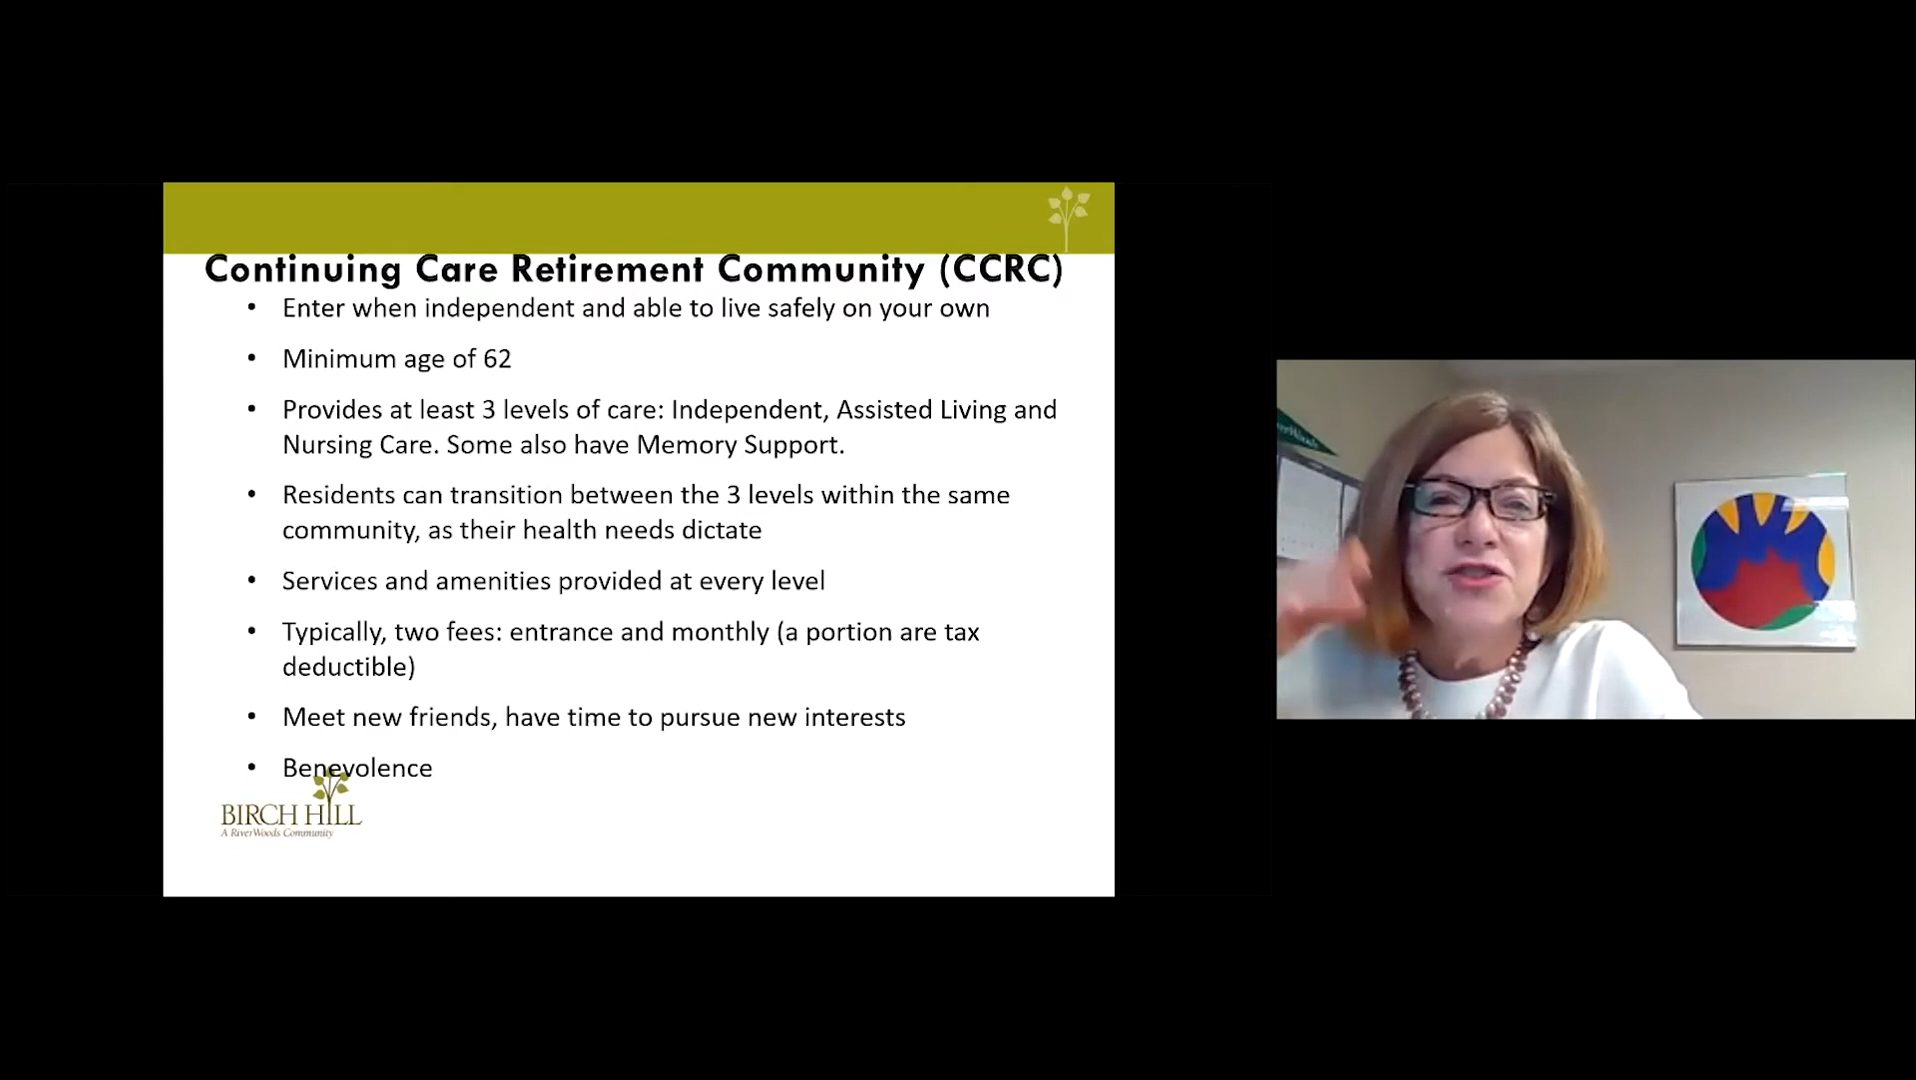 Continuing Care Retirement Community (CCRC)
• Enter when independent and able to live safely on your own
• Minimum age of 62
• Provides at least 3 levels of care: Independent, Assisted Living and
Nursing Care. Some also have Memory Support.
• Residents can transition between the 3 levels within the same
community, as their health needs dictate
• Services and amenities provided at every level
• Typically, two fees: entrance and monthly (a portion are tax
deductible)
• Meet new friends, have time to pursue new interests
• Benevolence
BIRCH HILL
A RiverWoods Community